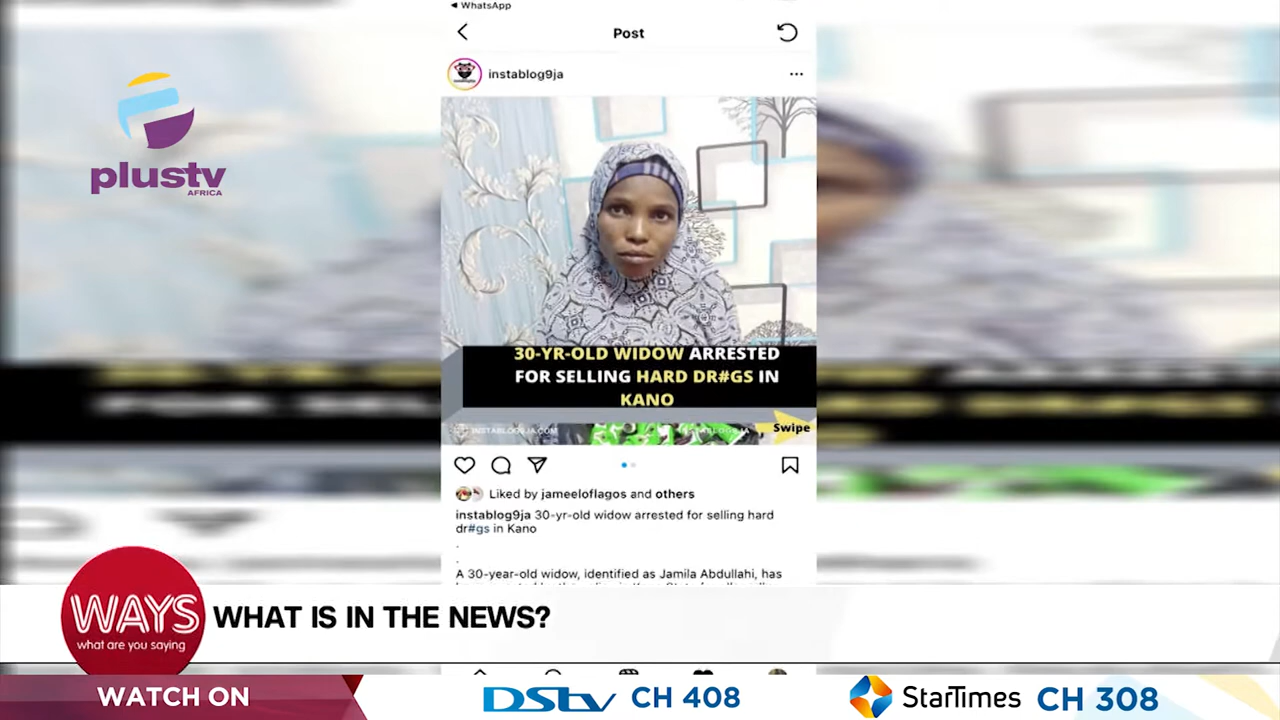 WhatsApp
Post
instablog9ja
plustv
AFRICA
30-YR-OLD WIDOW ARRESTED
FOR SELLING HARD DR#GS IN
KANO
Swipe
Liked by jameeloflagos and others
instablog9ja 30-yr-old widow arrested for selling hard
dr#gs in Kano
.
.
A 30-year-old widow, identified as Jamila Abdullahi, has
WAYS
what are you saying
WHAT IS IN THE NEWS?
WATCH ON
DStv CH 408
StarTimes CH 308